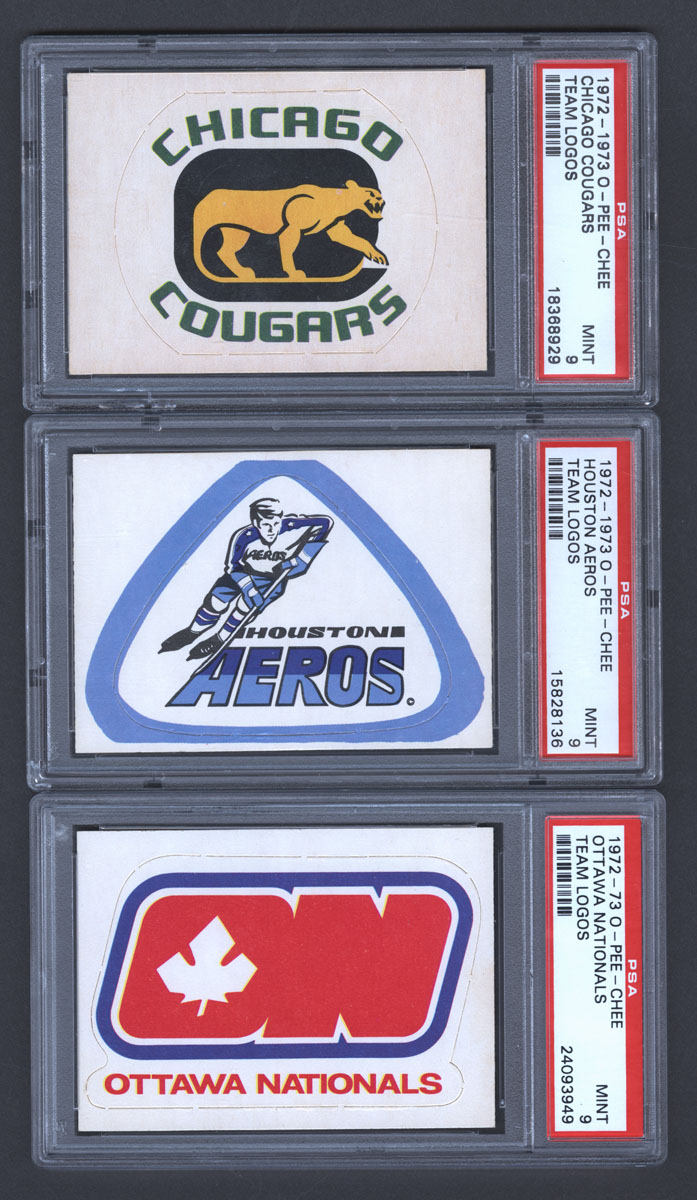 CHICAGO
COUGARS
PSA
1972-1973 O-PEE-CHEE
CHICAGO COUGARS
TEAM LOGOS
MINT
9
18368929
AEROS
HOUSTON
AEROS.
©
PSA
1972-1973 O-PEE-CHEE
HOUSTON AEROS
TEAM LOGOS
MINT
9
15828136
ON
OTTAWA NATIONALS
PSA
1972-73 O-PEE-CHEE
OTTAWA NATIONALS
TEAM LOGOS
MINT
9
24093949